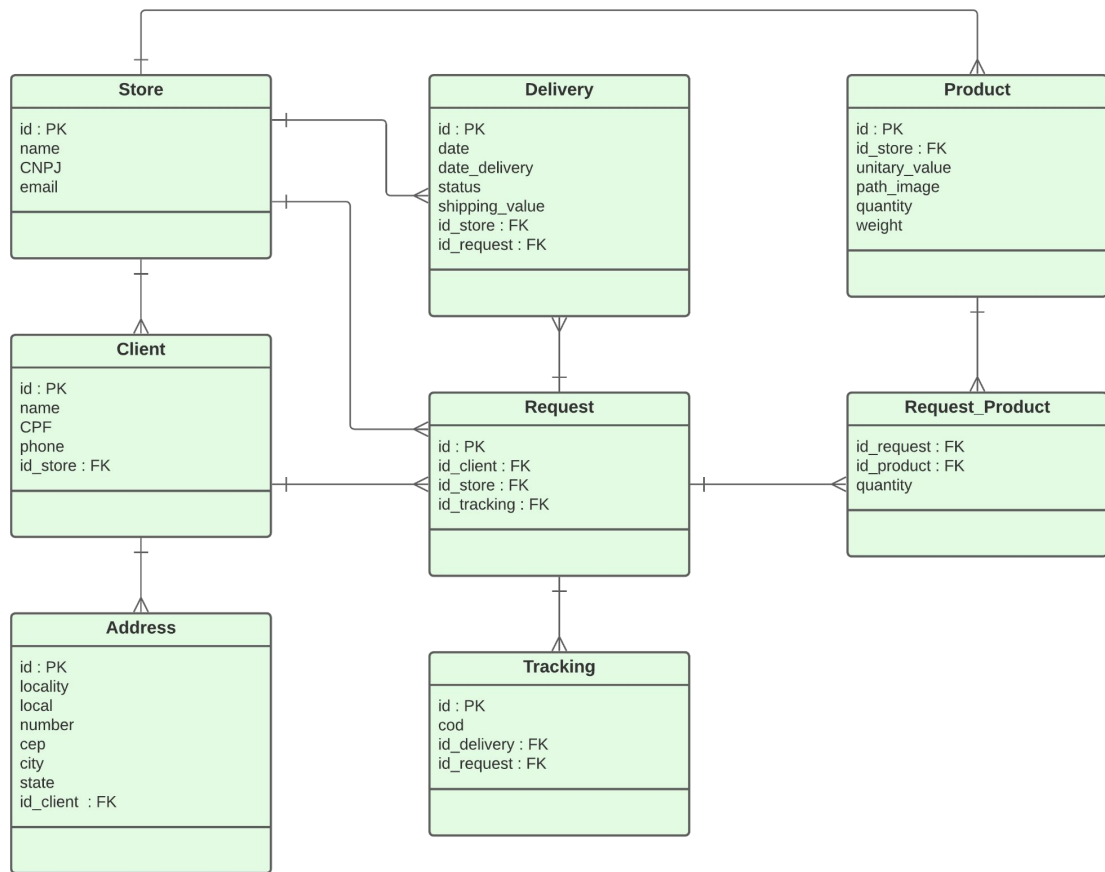 Store
id : PK
name
CNPJ
email
Delivery
id : PK
date
date_delivery
status
shipping_value
id_store : FK
id_request : FK
Product
id : PK
id_store : FK
unitary_value
path_image
quantity
weight
Client
id : PK
name
CPF
phone
id_store : FK
Request
id : PK
id_client : FK
id_store : FK
id_tracking : FK
Request_Product
id_request : FK
id_product : FK
quantity
Address
id : PK
locality
local
number
cep
city
state
id_client : FK
Tracking
id : PK
cod
id_delivery : FK
id_request : FK